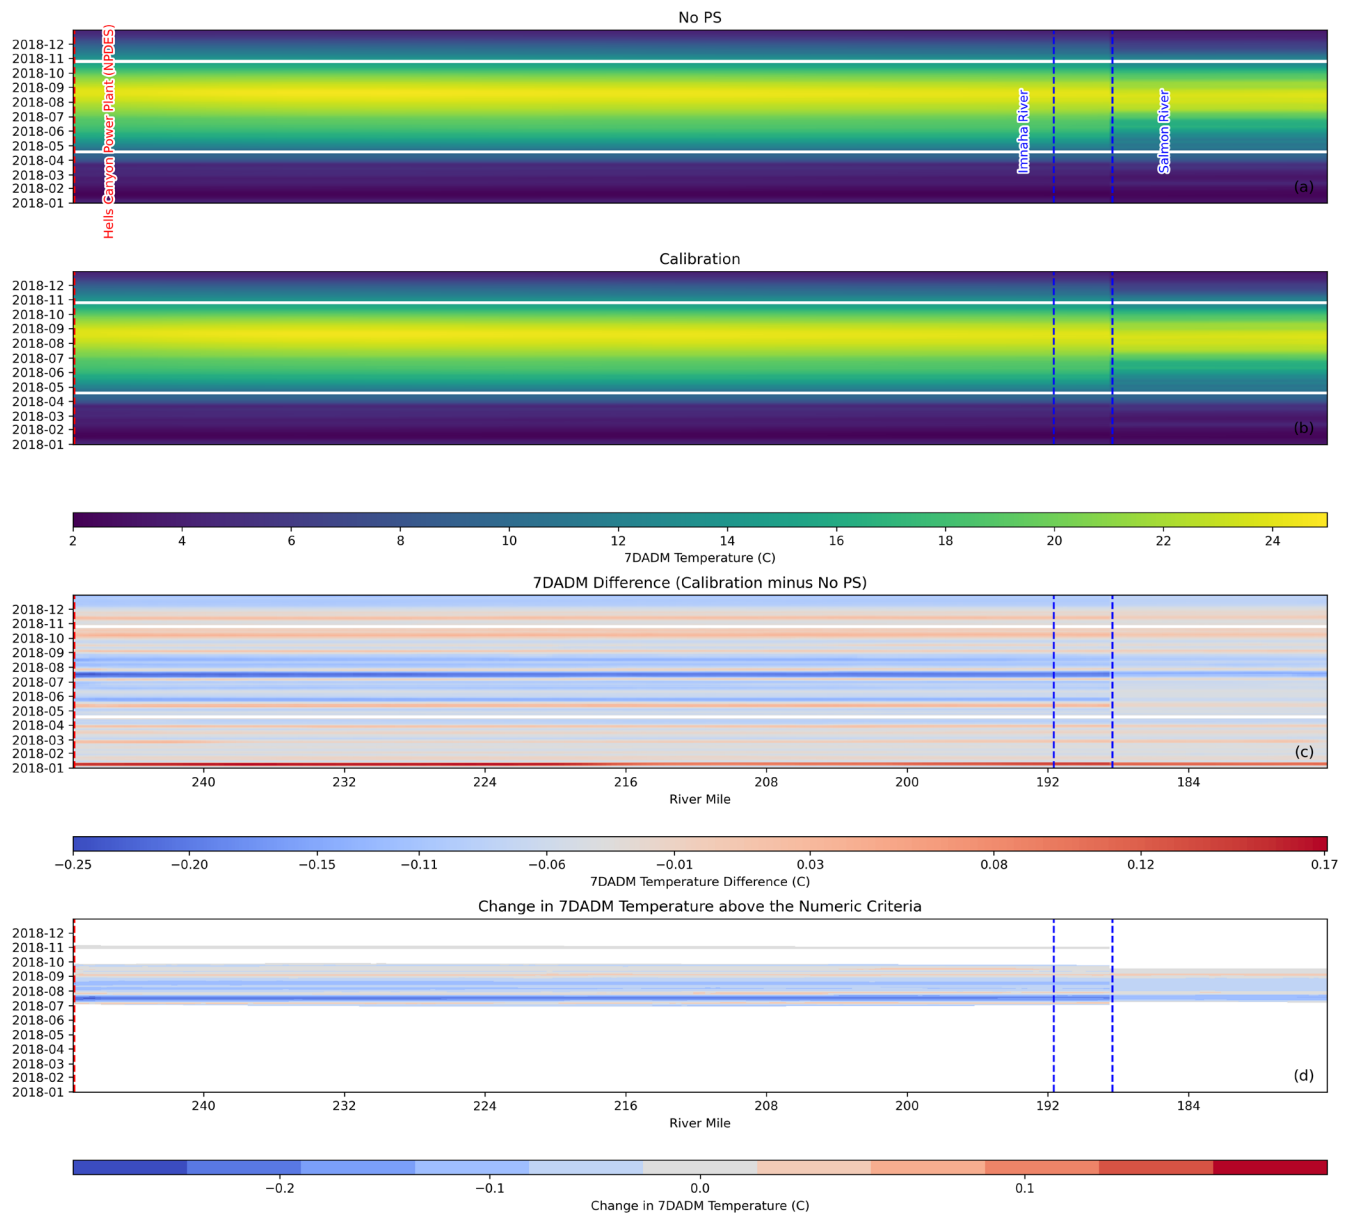 No PS
2018-12
2018-11
2018-10
2018-09
2018-08
2018-07
2018-06
2018-05
2018-04
2018-03
2018-02
2018-01
Hells Canyon Power Plant (NPDES)
Imnaha River
Salmon River
(a)
Calibration
2018-12
2018-11
2018-10
2018-09
2018-08
2018-07
2018-06
2018-05
2018-04
2018-03
2018-02
2018-01
(b)
2 4 6 8 10 12 14 16 18 20 22 24
7DADM Temperature (C)
7DADM Difference (Calibration minus No PS)
2018-12
2018-11
2018-10
2018-09
2018-08
2018-07
2018-06
2018-05
2018-04
2018-03
2018-02
2018-01
(c)
240 232 224 216 208 200 192 184
River Mile
−0.25 −0.20 −0.15 −0.11 −0.06 −0.01 0.03 0.08 0.12 0.17
7DADM Temperature Difference (C)
Change in 7DADM Temperature above the Numeric Criteria
2018-12
2018-11
2018-10
2018-09
2018-08
2018-07
2018-06
2018-05
2018-04
2018-03
2018-02
2018-01
(d)
240 232 224 216 208 200 192 184
River Mile
−0.2 −0.1 0.0 0.1
Change in 7DADM Temperature (C)